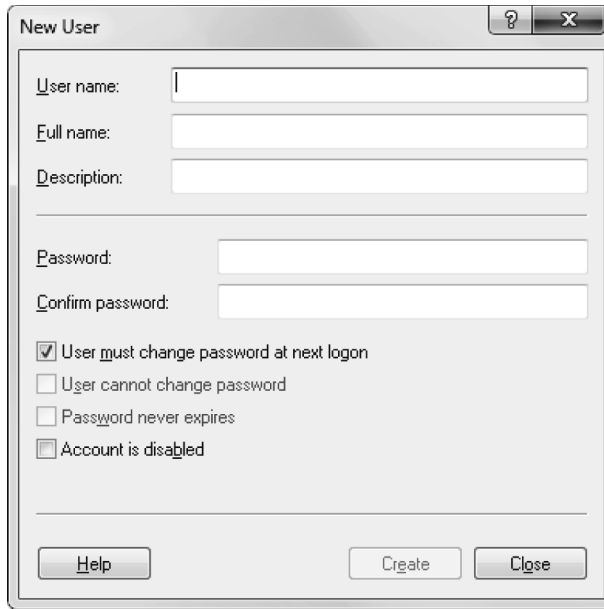 New User
User name:
Full name:
Description:
Password:
Confirm password:
User must change password at next logon
User cannot change password
Password never expires
Account is disabled
Help Create Close